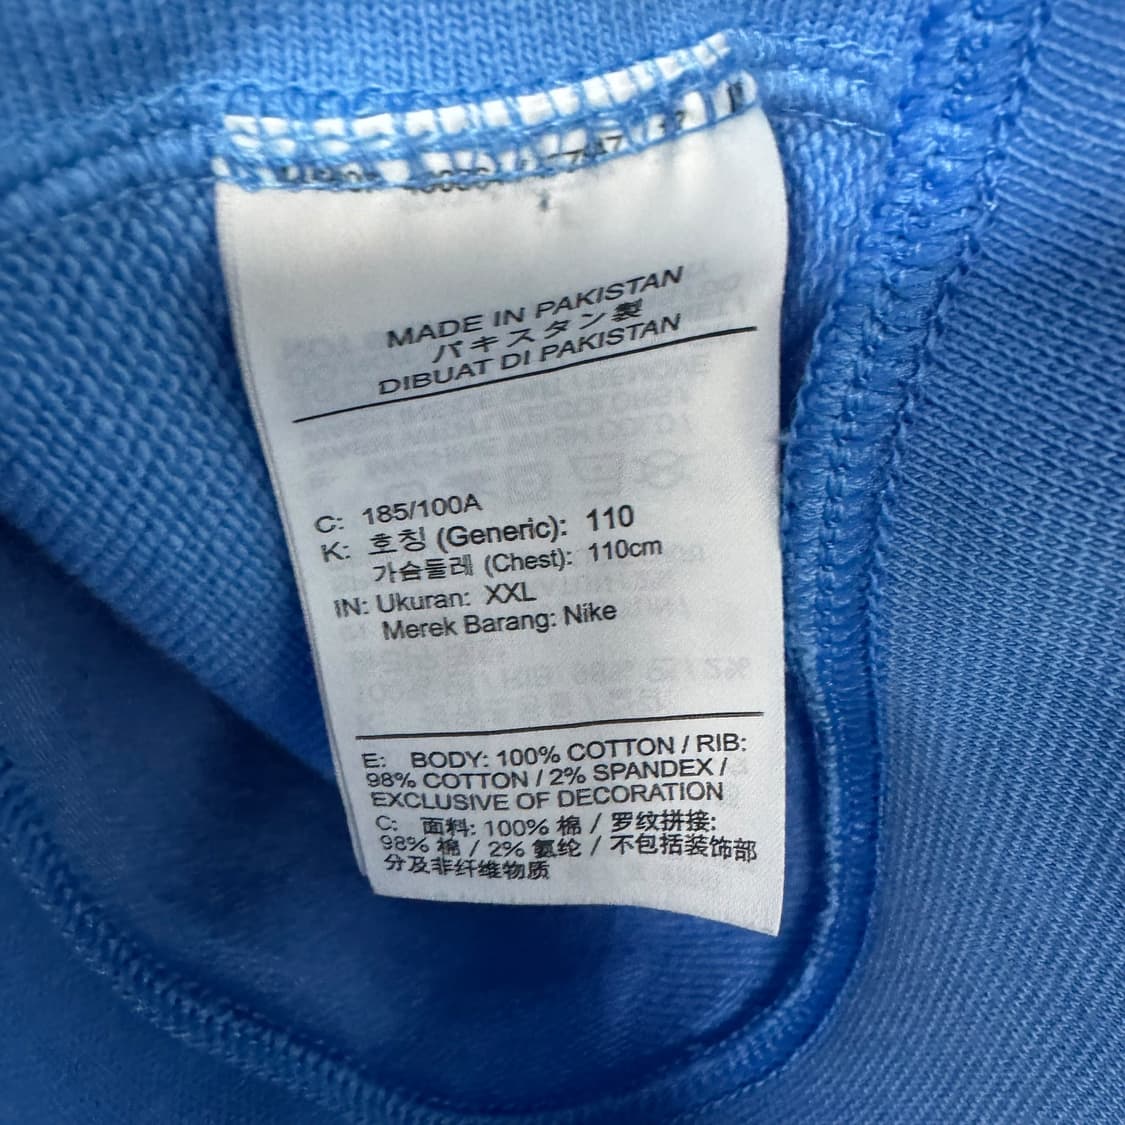 MADE IN PAKISTAN
パキスタン製
DIBUAT DI PAKISTAN
C: 185/100A
K: 호칭 (Generic): 110
가슴둘레 (Chest): 110cm
IN: Ukuran: XXL
Merek Barang: Nike
E: BODY: 100% COTTON / RIB:
98% COTTON / 2% SPANDEX /
EXCLUSIVE OF DECORATION
C: 面料: 100% 棉 / 罗纹拼接:
98% 棉 / 2% 氨纶 / 不包括装饰部
分及非纤维物质